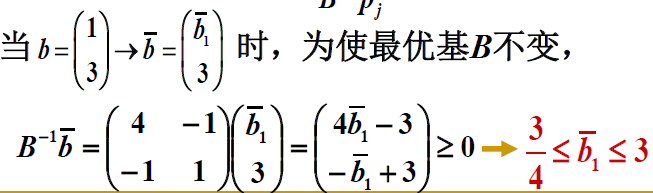 B p_j
当 b = (1 3) → b̄ = (b̄₁ 3) 时，为使最优基B不变，
B⁻¹b̄ = (4 -1 -1 1)(b̄₁ 3) = (4b̄₁ - 3 -b̄₁ + 3) ≥ 0 ➡ 3/4 ≤ b̄₁ ≤ 3